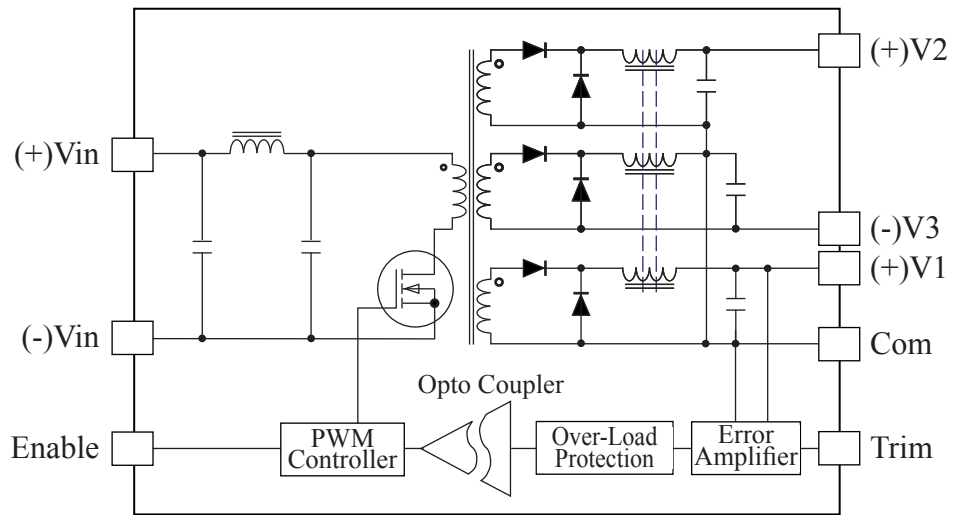 (+)V2
(+)Vin
(-)V3
(+)V1
(-)Vin
Com
Opto Coupler
Enable
PWM
Controller
Over-Load
Protection
Error
Amplifier
Trim